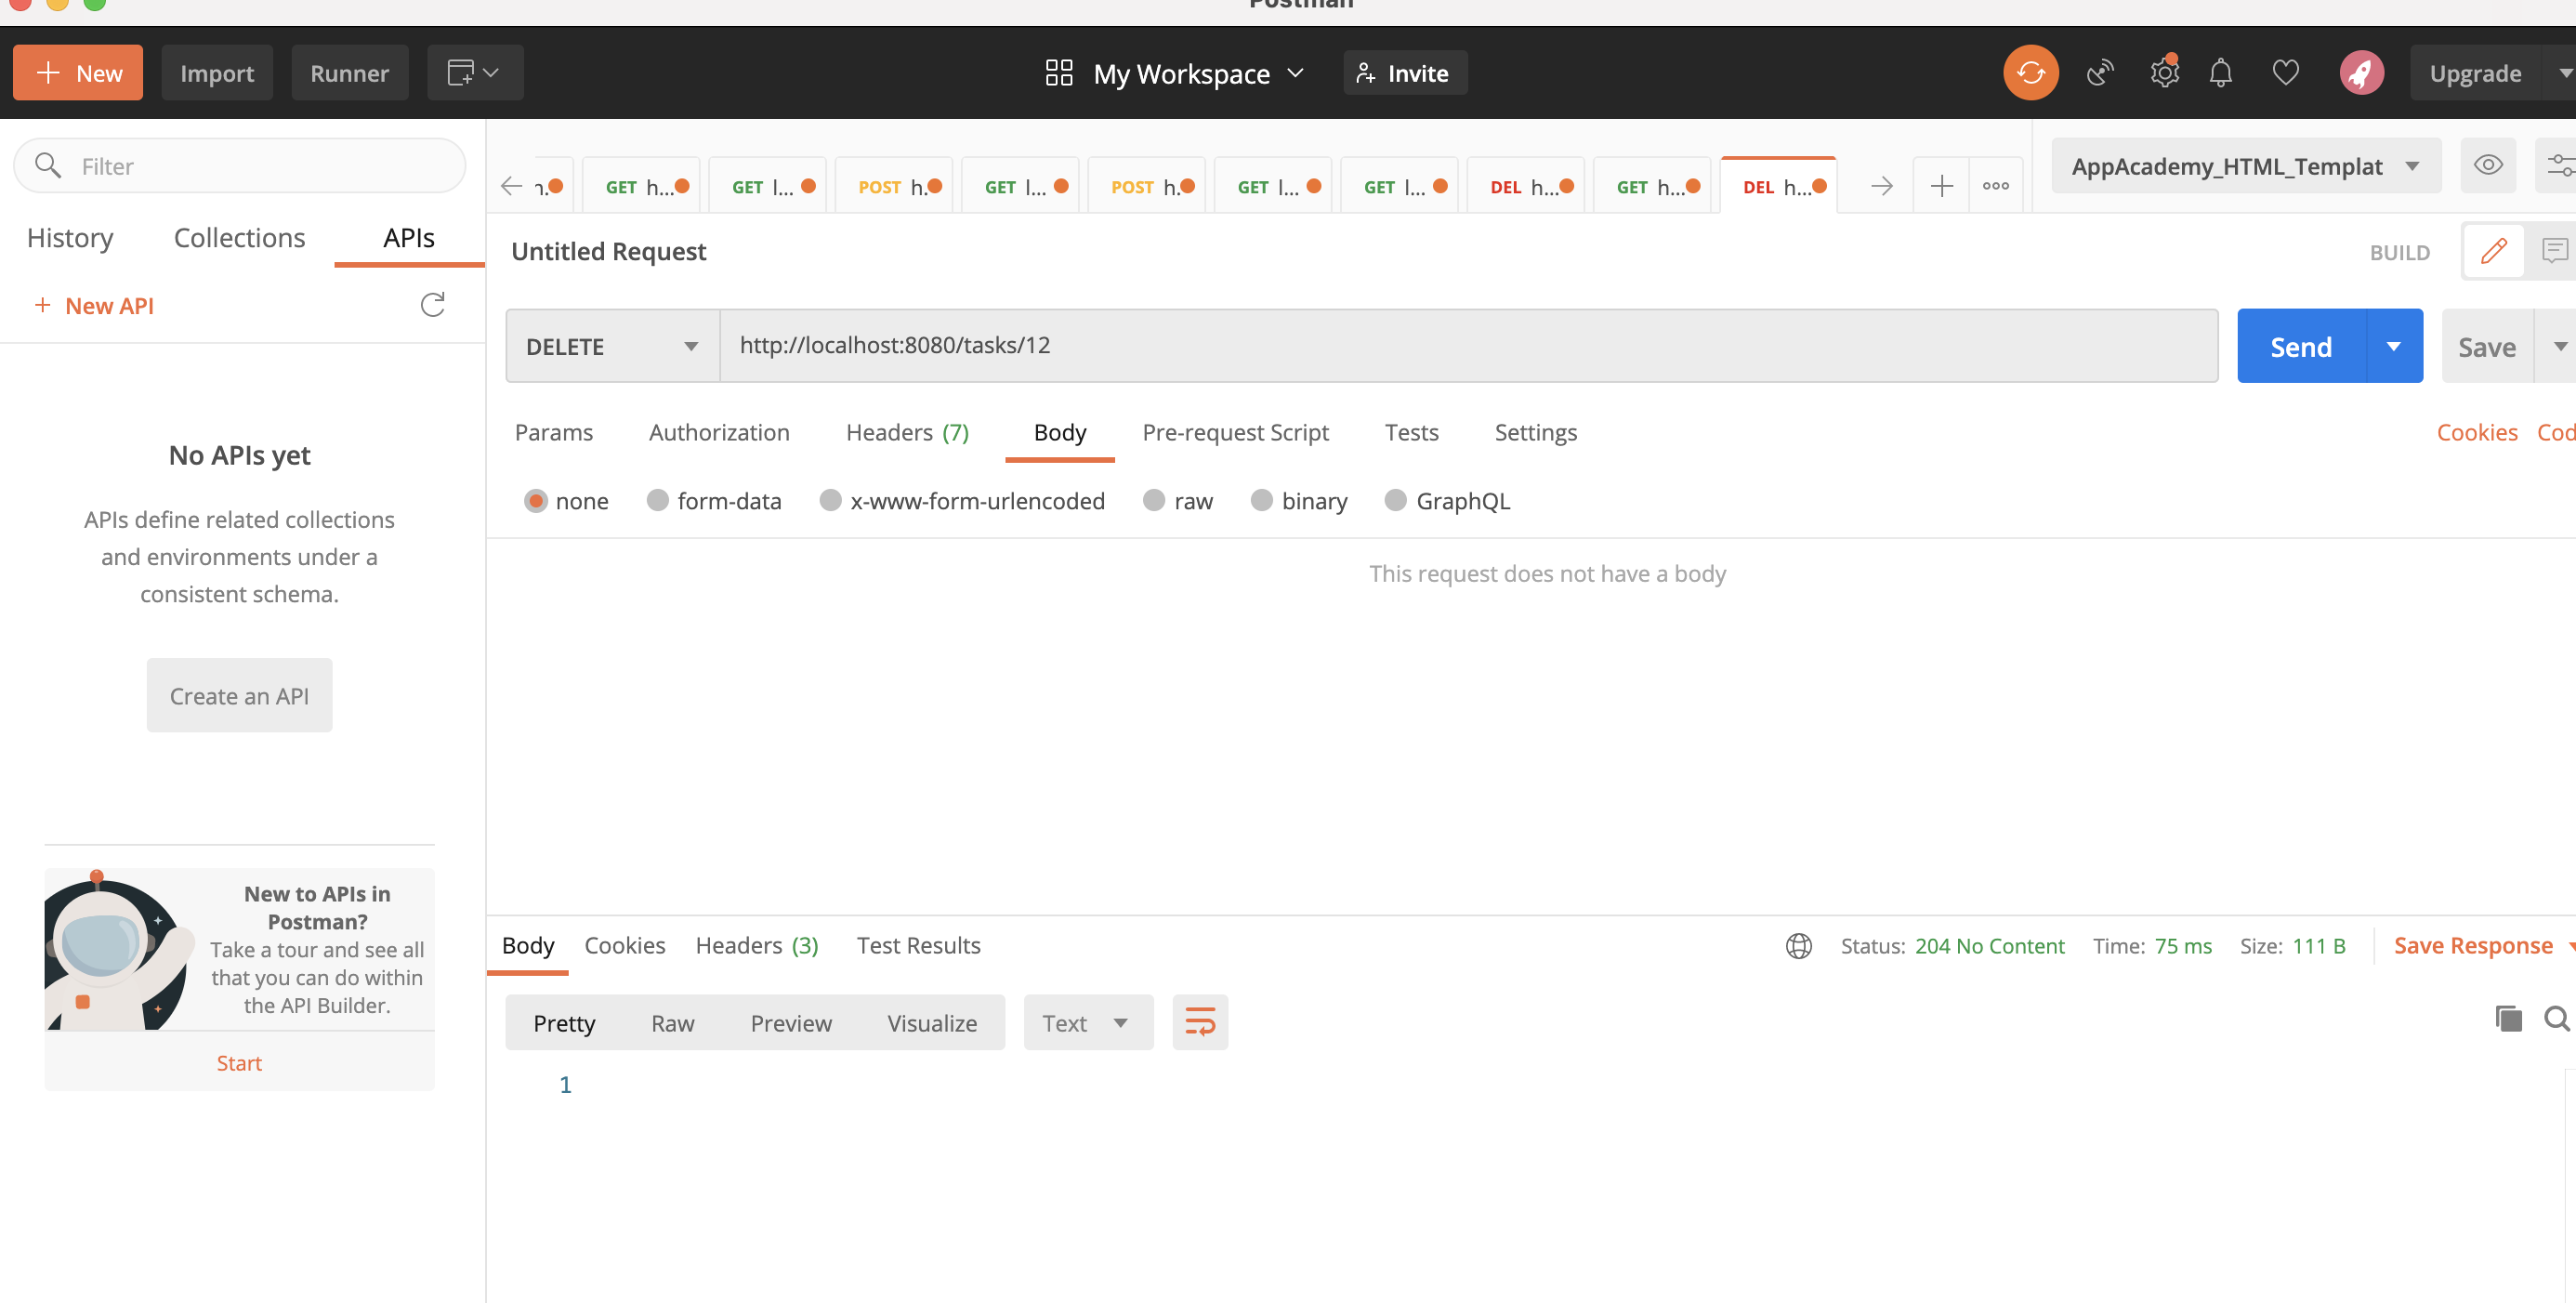 Postman
New
Import
Runner
My Workspace
Invite
Upgrade
Filter
GET h...
GET l...
POST h.
GET l...
POST h.
GET l...
GET l...
DEL h...
GET h...
DEL h...
AppAcademy_HTML_Templat
History
Collections
APIs
Untitled Request
BUILD
+ New API
DELETE
http://localhost:8080/tasks/12
Send
Save
Params
Authorization
Headers (7)
Body
Pre-request Script
Tests
Settings
Cookies
Cod
No APIs yet
none
form-data
x-www-form-urlencoded
raw
binary
GraphQL
APIs define related collections
and environments under a
consistent schema.
This request does not have a body
Create an API
New to APIs in
Postman?
Take a tour and see all
that you can do within
the API Builder.
Start
Body
Cookies
Headers (3)
Test Results
Status: 204 No Content
Time: 75 ms
Size: 111 B
Save Response
Pretty
Raw
Preview
Visualize
Text
1